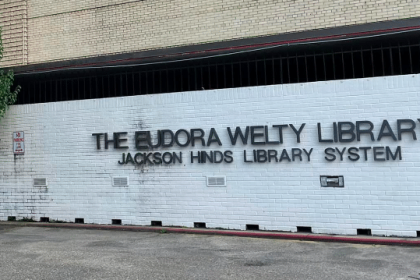 THE EUDORA WELTY LIBRARY
JACKSON HINDS LIBRARY SYSTEM